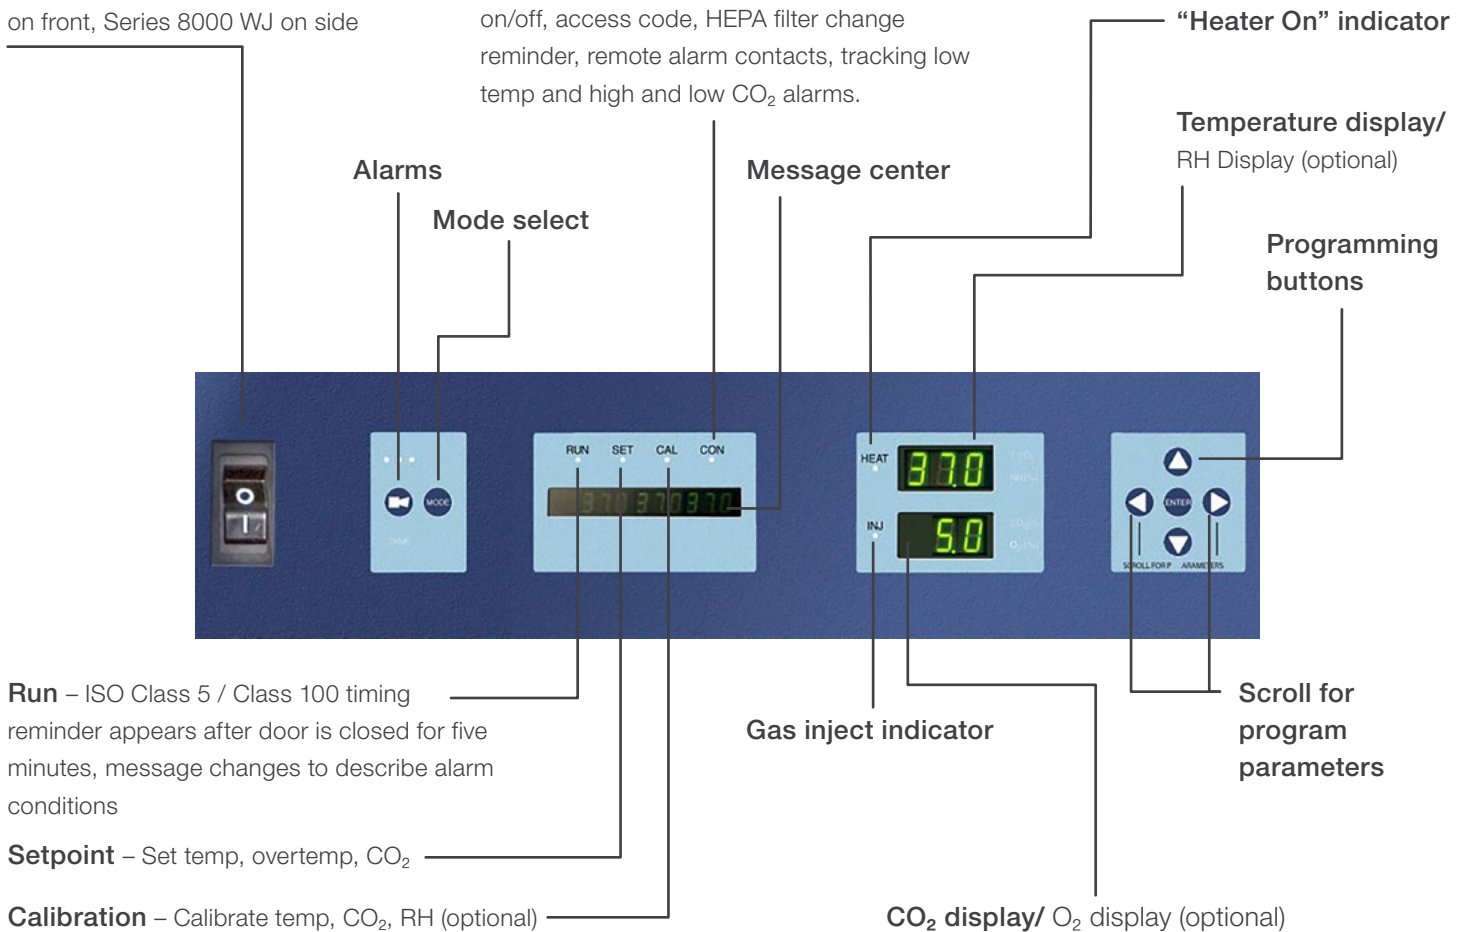 on front, Series 8000 WJ on side
on/off, access code, HEPA filter change
reminder, remote alarm contacts, tracking low
temp and high and low CO₂ alarms.
“Heater On” indicator
Temperature display/
RH Display (optional)
Alarms
Mode select
Message center
Programming
buttons
RUN SET CAL CON
MODE
TANK
HEAT
37.0
INJ
5.0
ENTER
SCROLL FOR P ARAMETERS
Run – ISO Class 5 / Class 100 timing
reminder appears after door is closed for five
minutes, message changes to describe alarm
conditions
Setpoint – Set temp, overtemp, CO₂
Calibration – Calibrate temp, CO₂, RH (optional)
Gas inject indicator
CO₂ display/ O₂ display (optional)
Scroll for
program
parameters